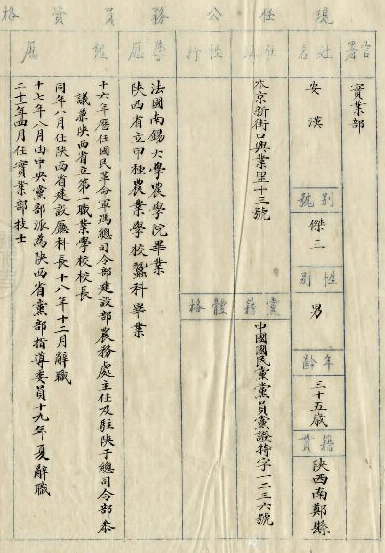 現任公務員資格
官署
實業部
姓名
安漢
別號
傑三
性別
男
年齡
三十五歲
籍貫
陝西南鄭縣
住址
本京新街口興業里十三號
黨籍
中國國民黨黨員黨證特字一二三六號
性行
體格
學歷
法國南錫大學農學院畢業
陝西省立甲種農業學校蠶科畢業
經歷
十六年歷任國民革命軍馮總司令部建設部農務處主任及駐陝于總司令部參
議兼陝西省立第一職業學校校長
同年八月任陝西省建設廳科長十八年十二月辭職
十七年八月由中央黨部派為陝西省黨部指導委員十九年夏辭職
二十年四月任實業部技士